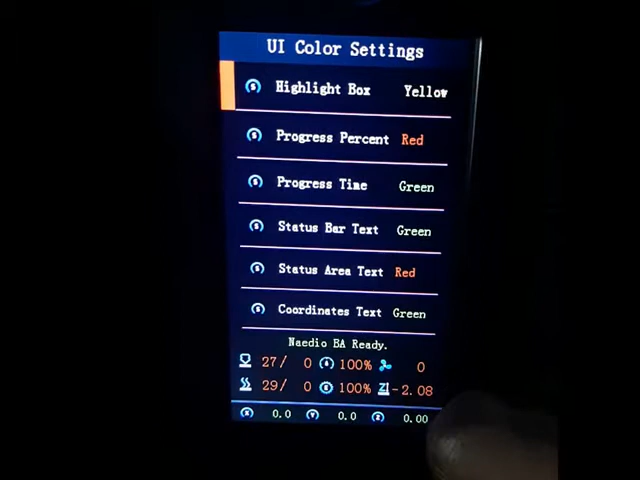 UI Color Settings
Highlight Box Yellow
Progress Percent Red
Progress Time Green
Status Bar Text Green
Status Area Text Red
Coordinates Text Green
Naedio BA Ready.
27/ 0 100% 0
29/ 0 100% -2.08
0.0 0.0 0.00